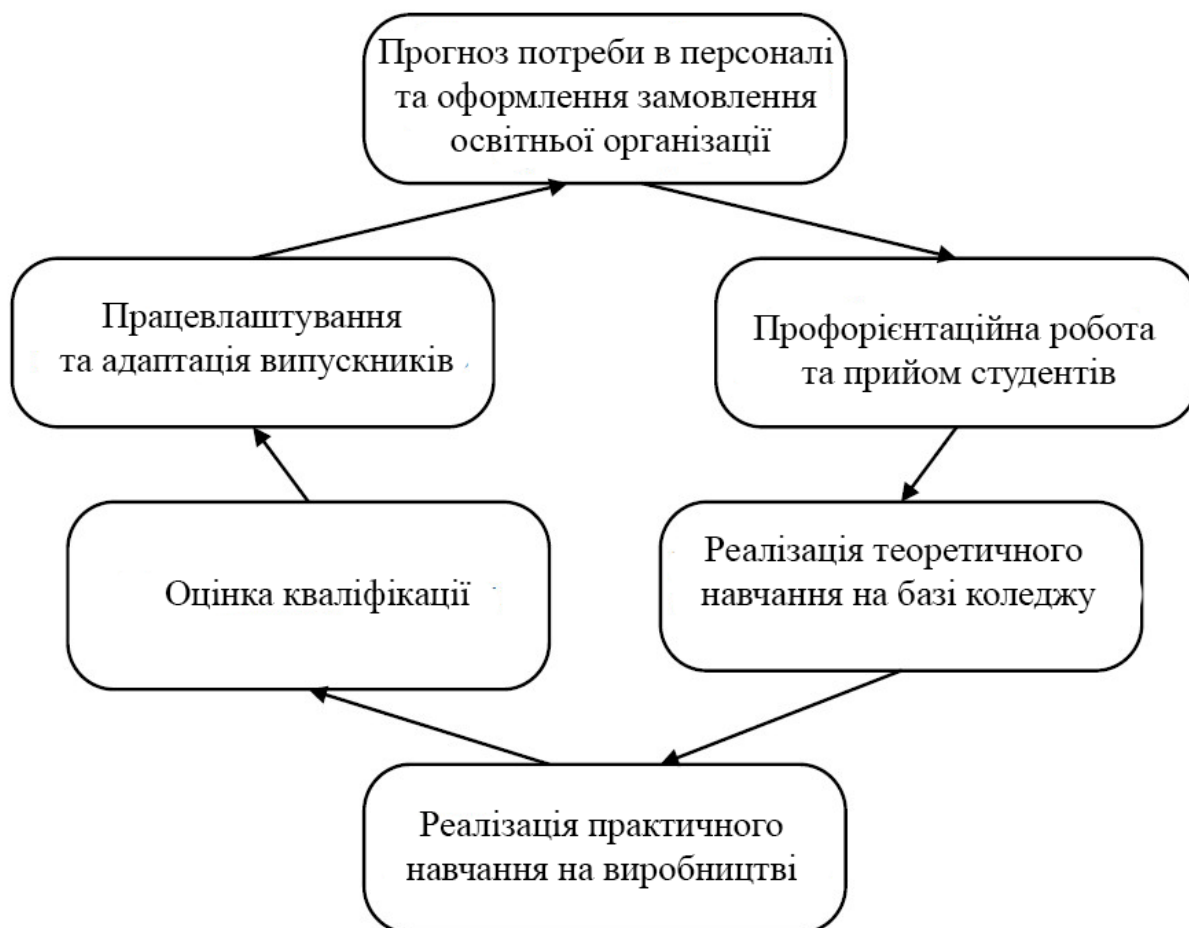 Прогноз потреби в персоналі
та оформлення замовлення
освітньої організації
Працевлаштування
та адаптація випускників
Профорієнтаційна робота
та прийом студентів
Оцінка кваліфікації
Реалізація теоретичного
навчання на базі коледжу
Реалізація практичного
навчання на виробництві